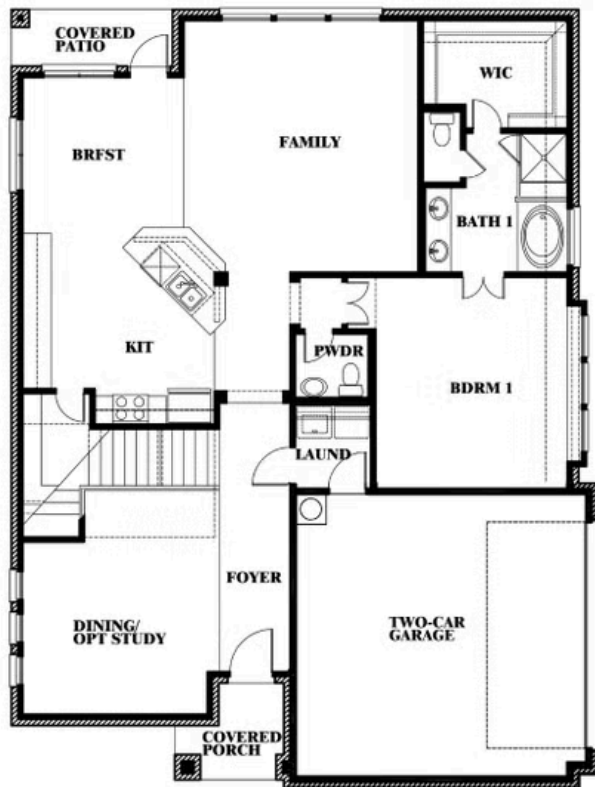 COVERED
PATIO
WIC
BRFST
FAMILY
BATH 1
KIT
PWDR
BDRM 1
LAUND
FOYER
DINING/
OPT STUDY
TWO-CAR
GARAGE
COVERED
PORCH